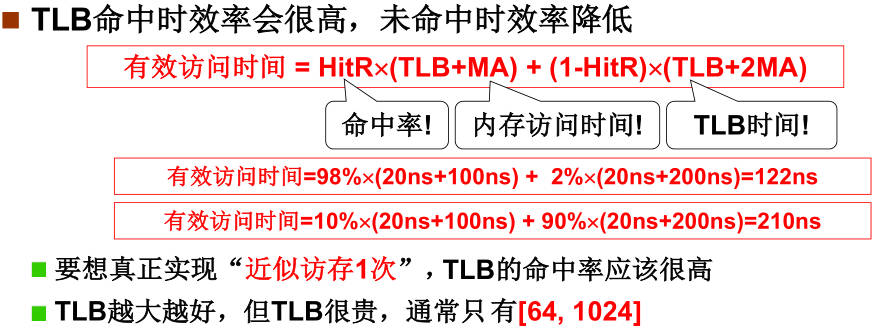 TLB命中时效率会很高，未命中时效率降低
有效访问时间 = HitR×(TLB+MA) + (1-HitR)×(TLB+2MA)
命中率! 内存访问时间! TLB时间!
有效访问时间=98%×(20ns+100ns) + 2%×(20ns+200ns)=122ns
有效访问时间=10%×(20ns+100ns) + 90%×(20ns+200ns)=210ns
要想真正实现“近似访存1次”，TLB的命中率应该很高
TLB越大越好，但TLB很贵，通常只有[64, 1024]